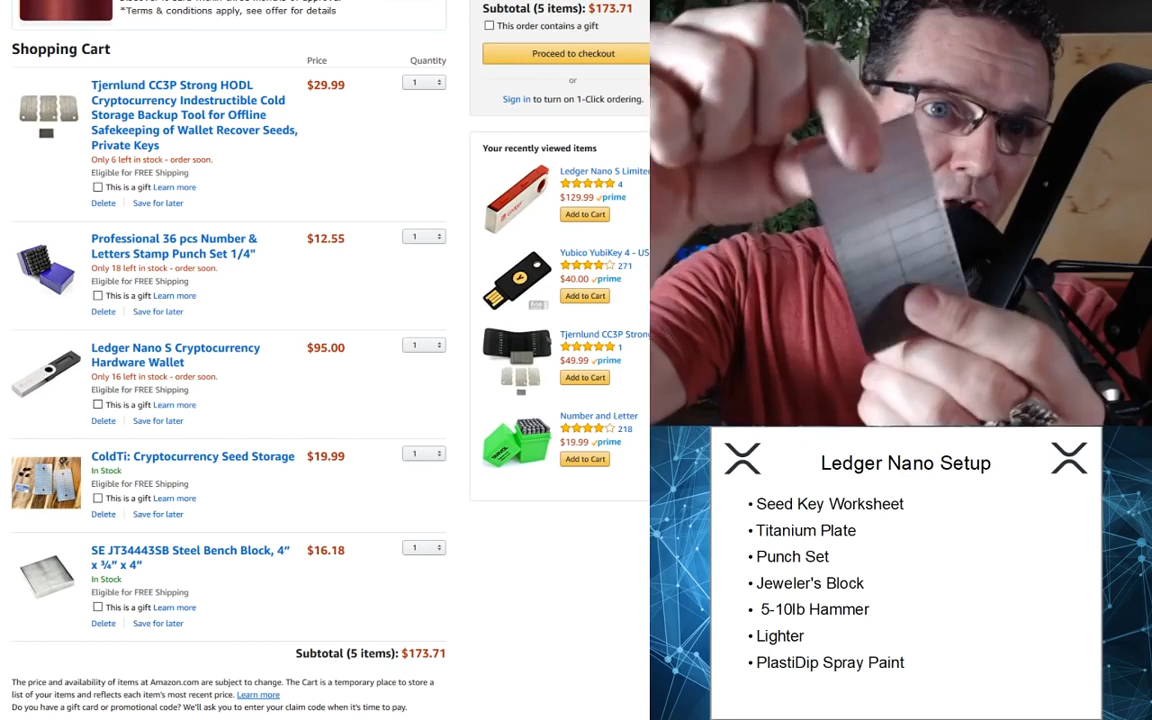 *Terms & conditions apply, see offer for details
Shopping Cart
Price
Quantity
Tjernlund CC3P Strong HODL
Cryptocurrency Indestructible Cold
Storage Backup Tool for Offline
Safekeeping of Wallet Recover Seeds,
Private Keys
$29.99
1
Only 6 left in stock - order soon.
Eligible for FREE Shipping
This is a gift Learn more
Delete
Save for later
Professional 36 pcs Number &
Letters Stamp Punch Set 1/4"
$12.55
1
Only 18 left in stock - order soon.
Eligible for FREE Shipping
This is a gift Learn more
Delete
Save for later
Ledger Nano S Cryptocurrency
Hardware Wallet
$95.00
1
Only 16 left in stock - order soon.
Eligible for FREE Shipping
This is a gift Learn more
Delete
Save for later
ColdTi: Cryptocurrency Seed Storage
$19.99
1
In Stock
Eligible for FREE Shipping
This is a gift Learn more
Delete
Save for later
SE JT34443SB Steel Bench Block, 4”
x ¾” x 4”
$16.18
1
In Stock
Eligible for FREE Shipping
This is a gift Learn more
Delete
Save for later
Subtotal (5 items): $173.71
The price and availability of items at Amazon.com are subject to change. The Cart is a temporary place to store a
list of your items and reflects each item's most recent price. Learn more
Do you have a gift card or promotional code? We'll ask you to enter your claim code when it's time to pay.
Subtotal (5 items): $173.71
This order contains a gift
Proceed to checkout
or
Sign in to turn on 1-Click ordering.
Your recently viewed items
Ledger Nano S Limite
4
$129.99 prime
Add to Cart
Yubico YubiKey 4 - US
271
$40.00 prime
Add to Cart
Tjernlund CC3P Stron
1
$49.99 prime
Add to Cart
Number and Letter
218
$19.99 prime
Add to Cart
Ledger Nano Setup
• Seed Key Worksheet
• Titanium Plate
• Punch Set
• Jeweler's Block
• 5-10lb Hammer
• Lighter
• PlastiDip Spray Paint